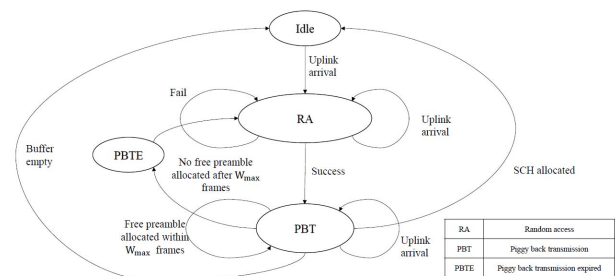 Idle
Uplink
arrival
Fail
RA
Uplink
arrival
Buffer
empty
PBTE
No free preamble
allocated after Wmax
frames
Success
SCH allocated
Free preamble
allocated within
Wmax frames
PBT
Uplink
arrival
RA Random access
PBT Piggy back transmission
PBTE Piggy back transmission expired